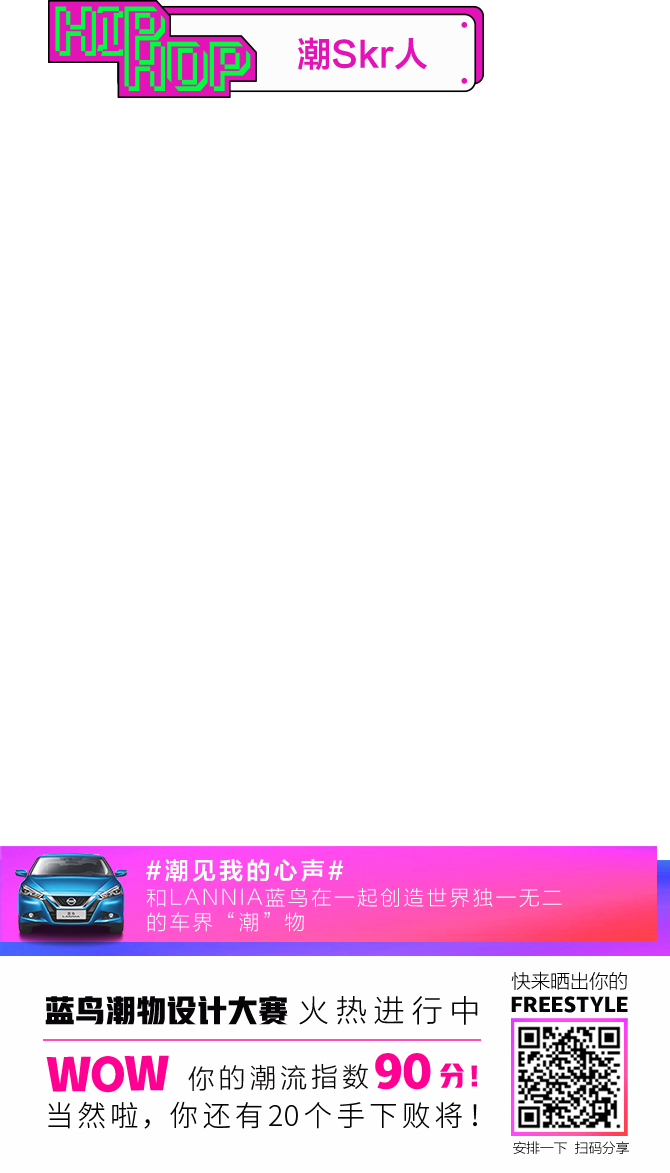 HIP
HOP
潮Skr人
#潮见我的心声#
和LANNIA蓝鸟在一起创造世界独一无二
的车界“潮”物
蓝鸟潮物设计大赛 火热进行中
WOW 你的潮流指数90分!
当然啦，你还有20个手下败将！
快来晒出你的
FREESTYLE
安排一下 扫码分享